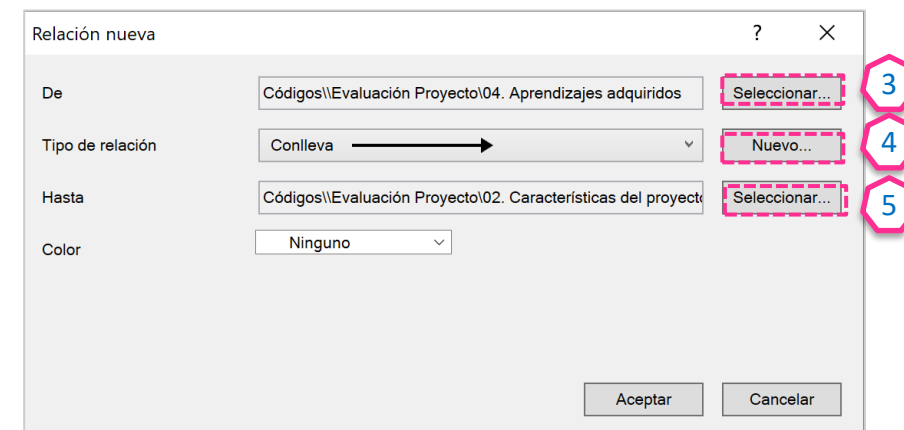 Relación nueva ?
De Códigos\\Evaluación Proyecto\04. Aprendizajes adquiridos Seleccionar... 3
Tipo de relación Conlleva Nuevo... 4
Hasta Códigos\\Evaluación Proyecto\02. Características del proyecto Seleccionar... 5
Color Ninguno
Aceptar Cancelar